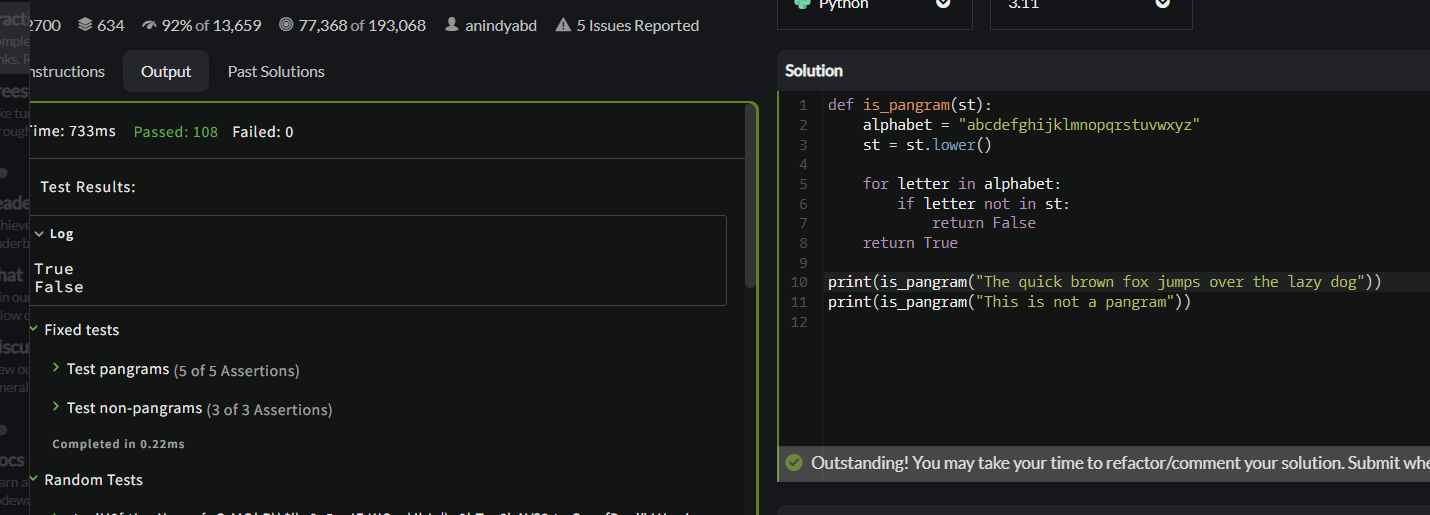 2700 634 92% of 13,659 77,368 of 193,068 anindyabd 5 Issues Reported
Python
3.11
Output Past Solutions
Time: 733ms Passed: 108 Failed: 0
Test Results:
Log
True
False
Fixed tests
Test pangrams (5 of 5 Assertions)
Test non-pangrams (3 of 3 Assertions)
Completed in 0.22ms
Random Tests
Solution
1 def is_pangram(st):
2 alphabet = "abcdefghijklmnopqrstuvwxyz"
3 st = st.lower()
4
5 for letter in alphabet:
6 if letter not in st:
7 return False
8 return True
9
10 print(is_pangram("The quick brown fox jumps over the lazy dog"))
11 print(is_pangram("This is not a pangram"))
12
Outstanding! You may take your time to refactor/comment your solution. Submit